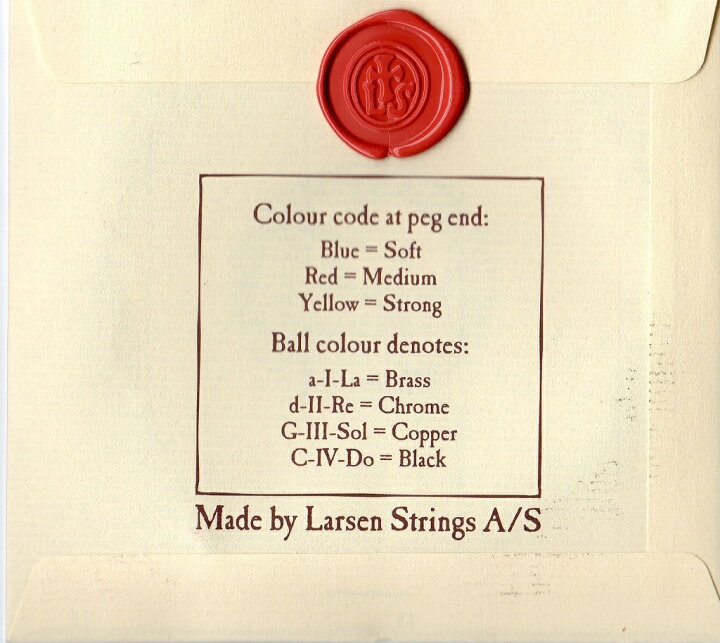 LS
Colour code at peg end:
Blue = Soft
Red = Medium
Yellow = Strong
Ball colour denotes:
a-I-La = Brass
d-II-Re = Chrome
G-III-Sol = Copper
C-IV-Do = Black
Made by Larsen Strings A/S